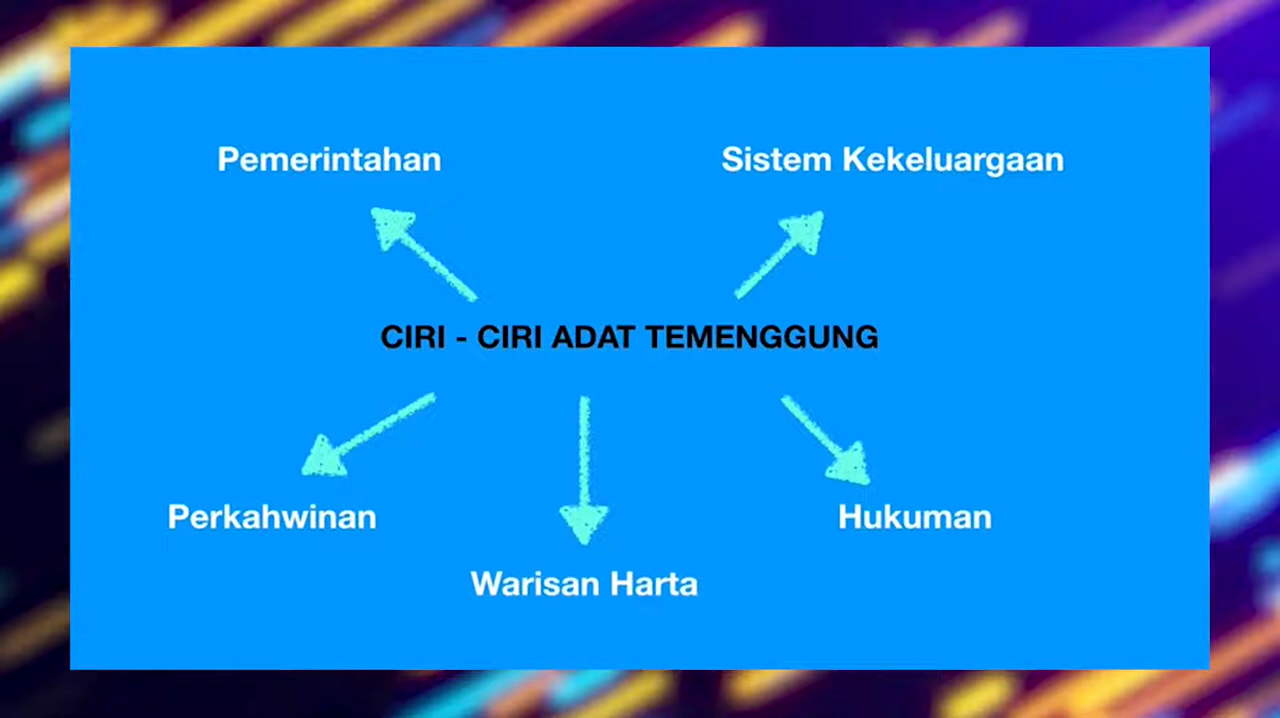 Pemerintahan
Sistem Kekeluargaan
CIRI - CIRI ADAT TEMENGGUNG
Perkahwinan
Hukuman
Warisan Harta